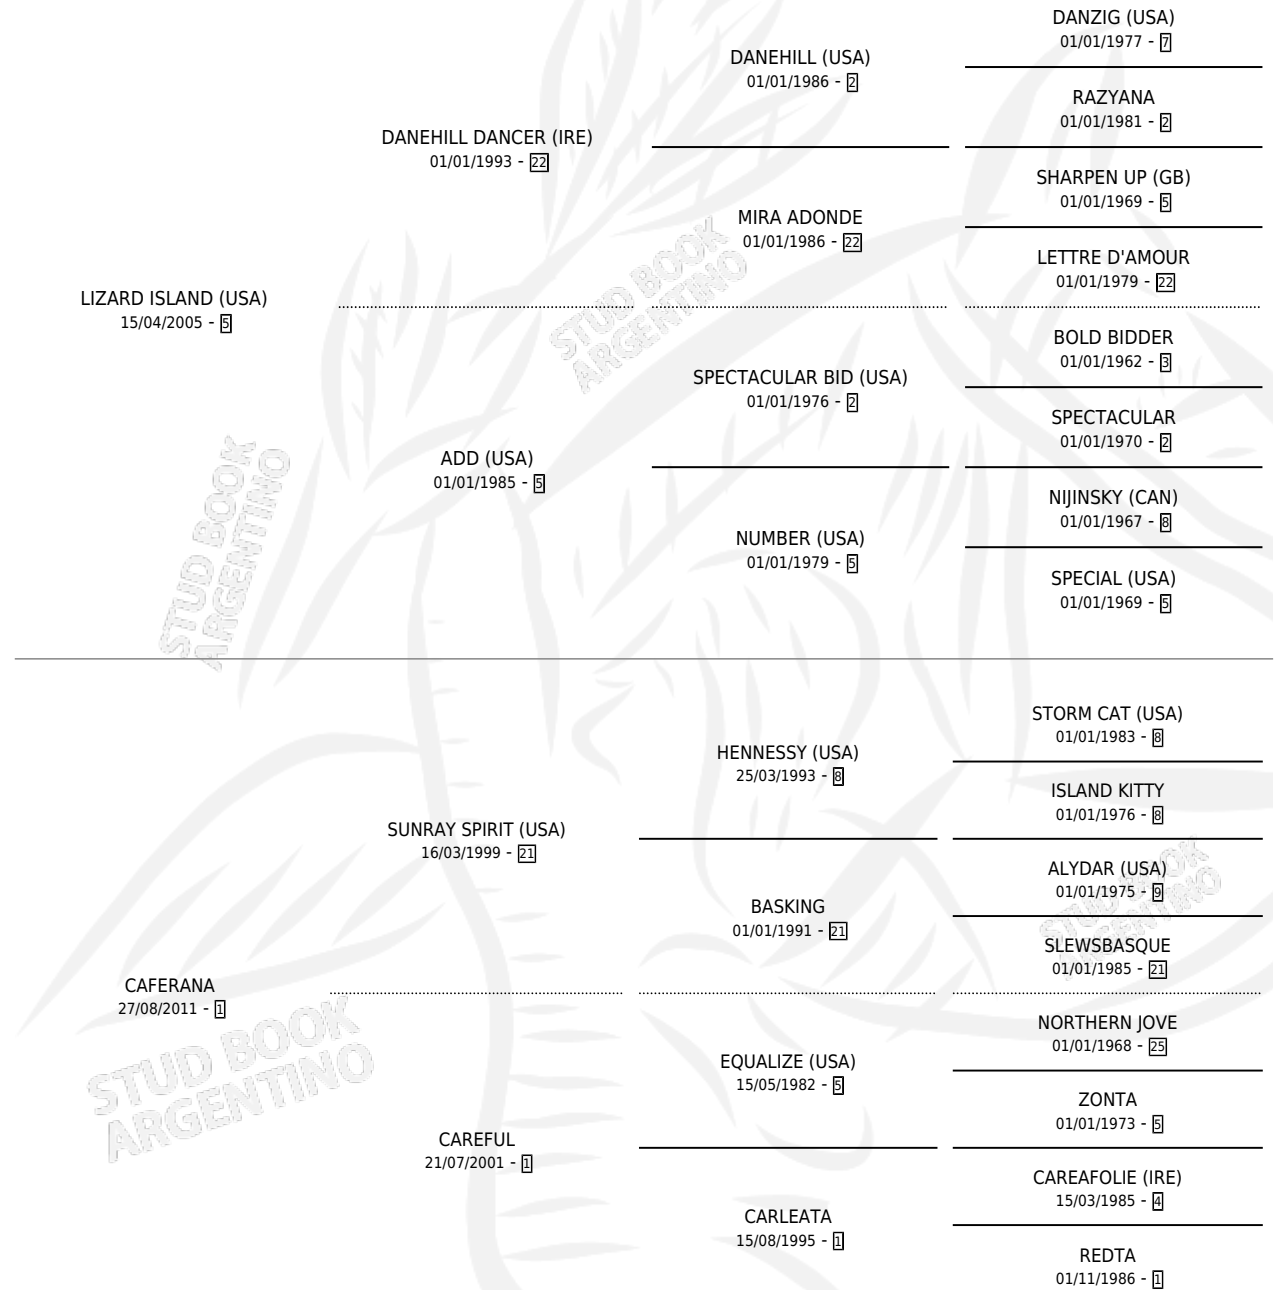 DANZIG (USA)
01/01/1977 - 7
DANEHILL (USA)
01/01/1986 - 2
RAZYANA
01/01/1981 - 2
DANEHILL DANCER (IRE)
01/01/1993 - 22
SHARPEN UP (GB)
01/01/1969 - 5
MIRA ADONDE
01/01/1986 - 22
LETTRE D'AMOUR
01/01/1979 - 22
LIZARD ISLAND (USA)
15/04/2005 - 5
BOLD BIDDER
01/01/1962 - 3
SPECTACULAR BID (USA)
01/01/1976 - 2
SPECTACULAR
01/01/1970 - 2
ADD (USA)
01/01/1985 - 5
NIJINSKY (CAN)
01/01/1967 - 8
NUMBER (USA)
01/01/1979 - 5
SPECIAL (USA)
01/01/1969 - 5
STUD BOOK
ARGENTINO
STUD BOOK
ARGENTINO
STORM CAT (USA)
01/01/1983 - 8
HENNESSY (USA)
25/03/1993 - 8
ISLAND KITTY
01/01/1976 - 8
SUNRAY SPIRIT (USA)
16/03/1999 - 21
ALYDAR (USA)
01/01/1975 - 9
BASKING
01/01/1991 - 21
SLEWSBASQUE
01/01/1985 - 21
STUD BOOK
ARGENTINO
CAFERANA
27/08/2011 - 1
NORTHERN JOVE
01/01/1968 - 25
EQUALIZE (USA)
15/05/1982 - 5
ZONTA
01/01/1973 - 5
STUD BOOK
ARGENTINO
CAREFUL
21/07/2001 - 1
CAREAFOLIE (IRE)
15/03/1985 - 4
CARLEATA
15/08/1995 - 1
REDTA
01/11/1986 - 1